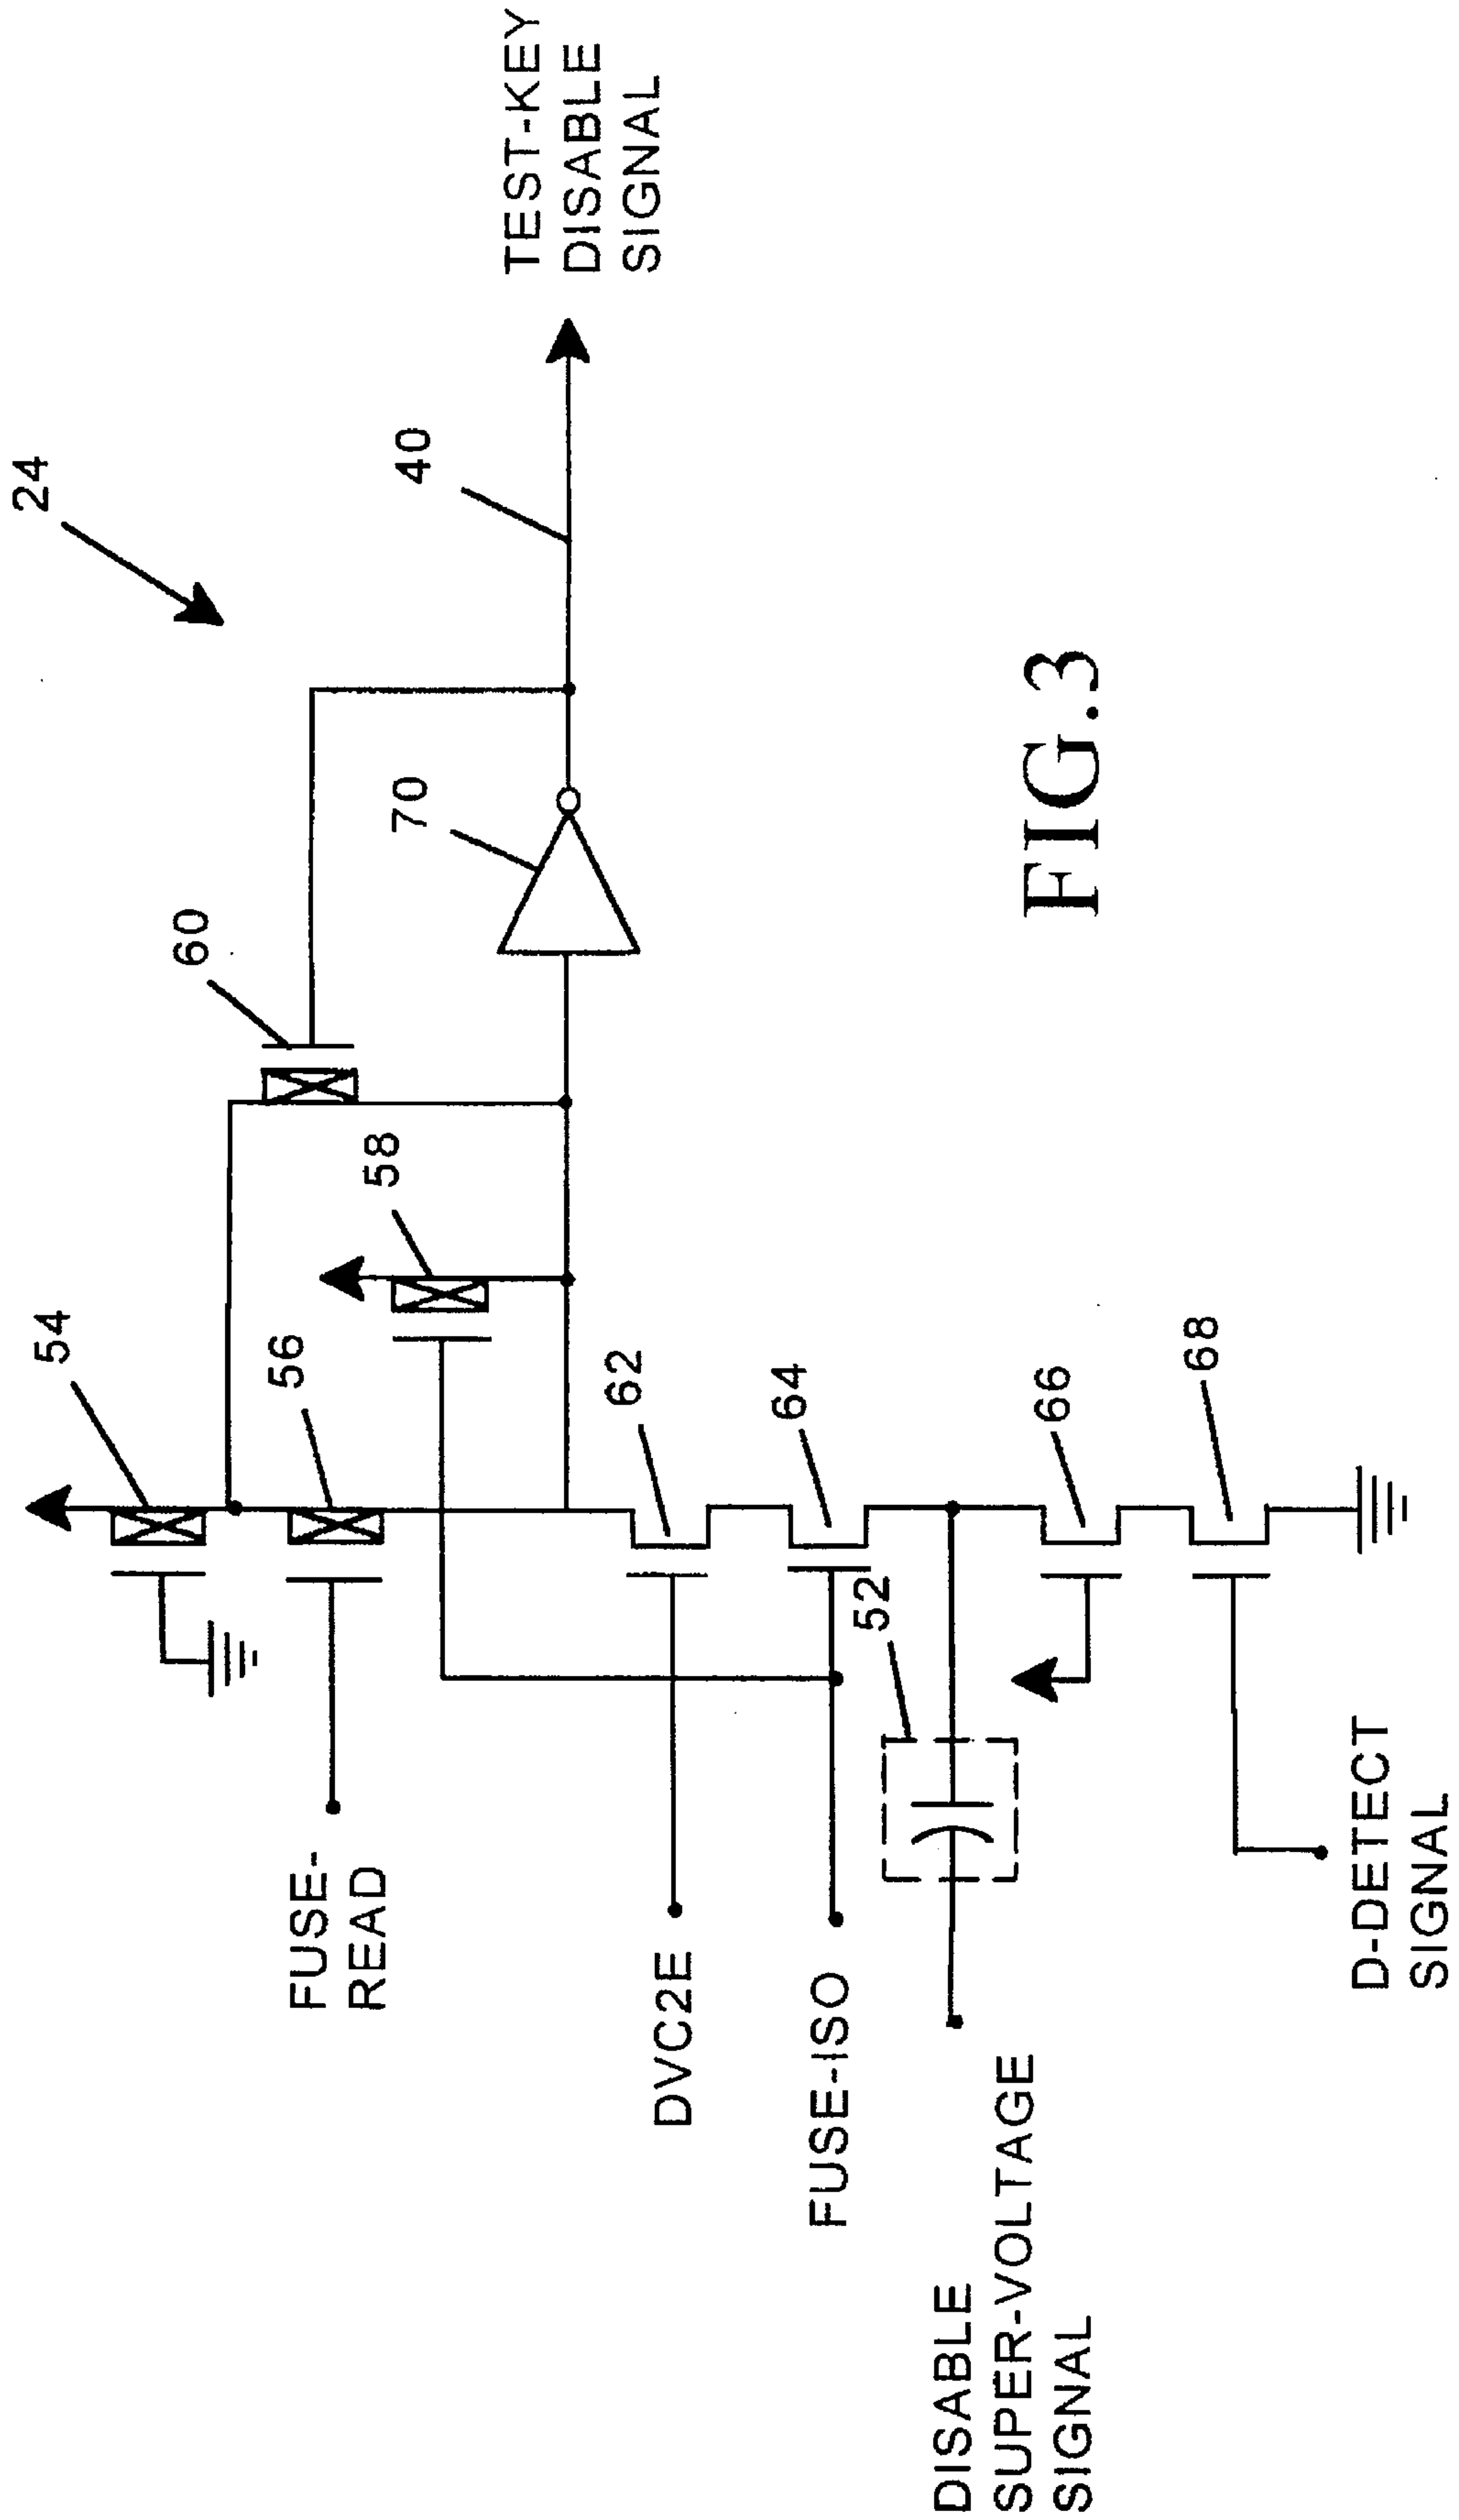 24
54
60
56
58
70
40
FUSE-
READ
62
DVC2E
64
FUSE-ISO
52
TEST-KEY
DISABLE
SIGNAL
66
DISABLE
SUPER-VOLTAGE
SIGNAL
68
D-DETECT
SIGNAL
FIG.3